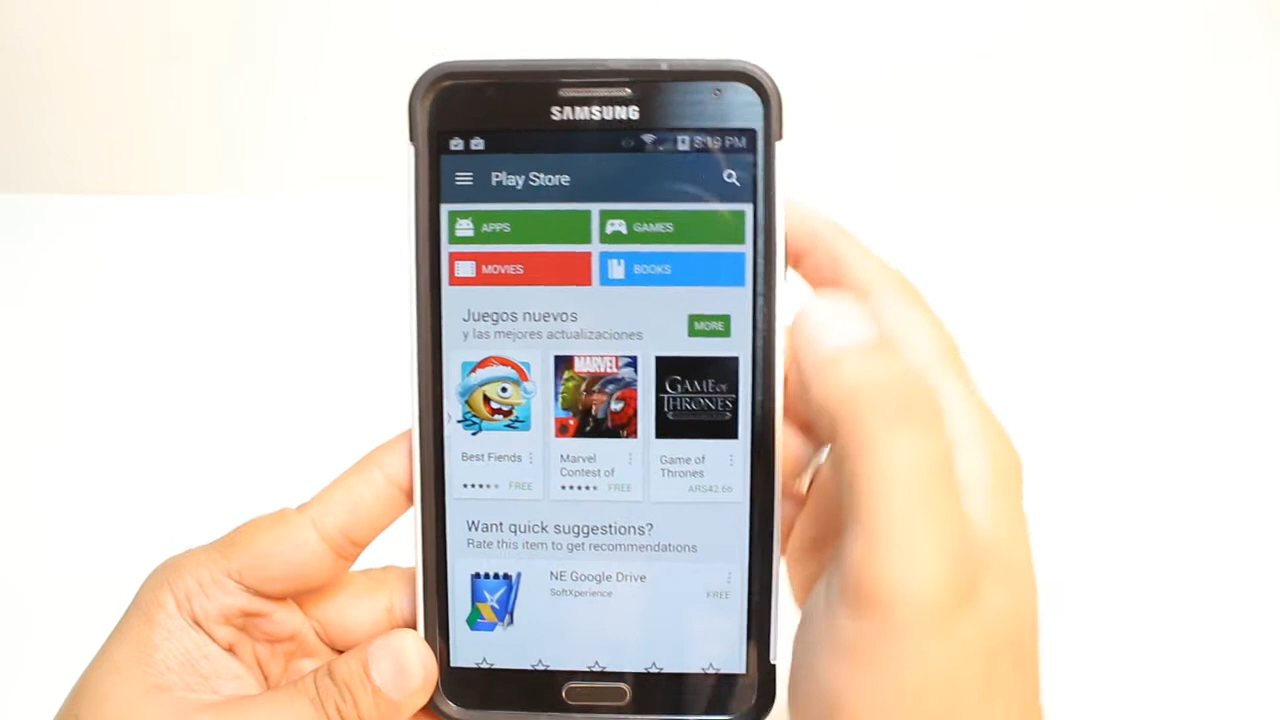 SAMSUNG
8:19 PM
Play Store
APPS
GAMES
MOVIES
BOOKS
Juegos nuevos
y las mejores actualizaciones
MORE
MARVEL
GAME OF
THRONES
Best Fiends
FREE
Marvel
Contest of
FREE
Game of
Thrones
ARS42.66
Want quick suggestions?
Rate this item to get recommendations
NE Google Drive
SoftXperience
FREE